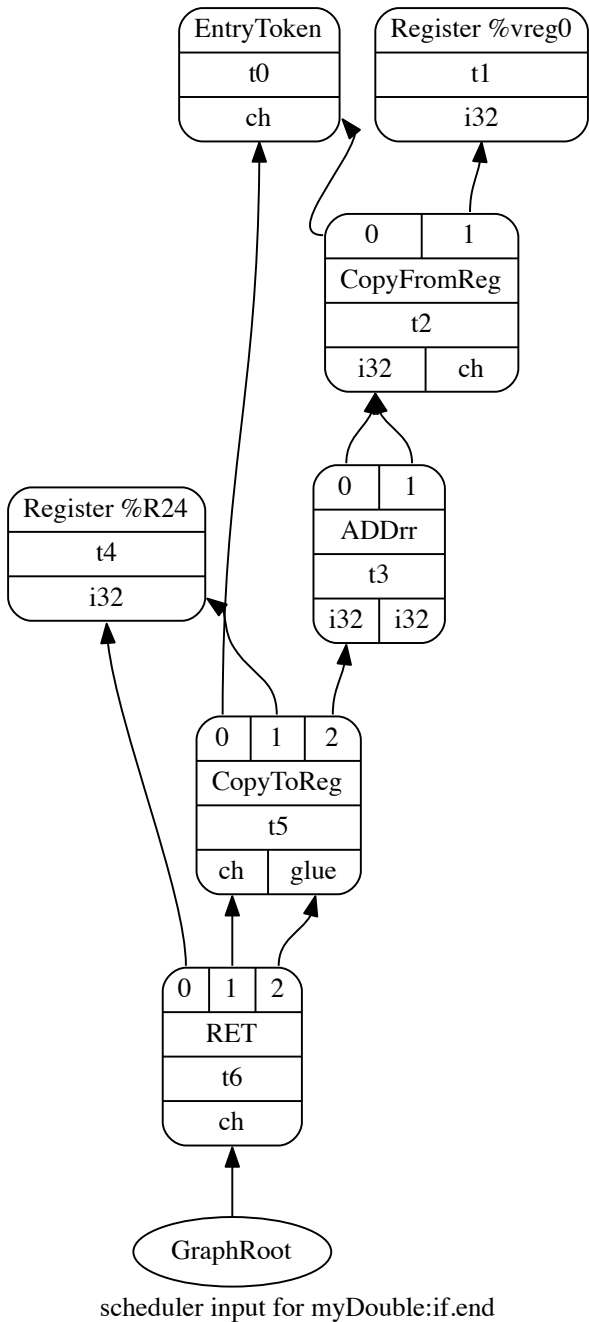 EntryToken
t0
ch
Register %vreg0
t1
i32
0 1
CopyFromReg
t2
i32 ch
0 1
ADDrr
t3
i32 i32
Register %R24
t4
i32
0 1 2
CopyToReg
t5
ch glue
0 1 2
RET
t6
ch
GraphRoot
scheduler input for myDouble:if.end